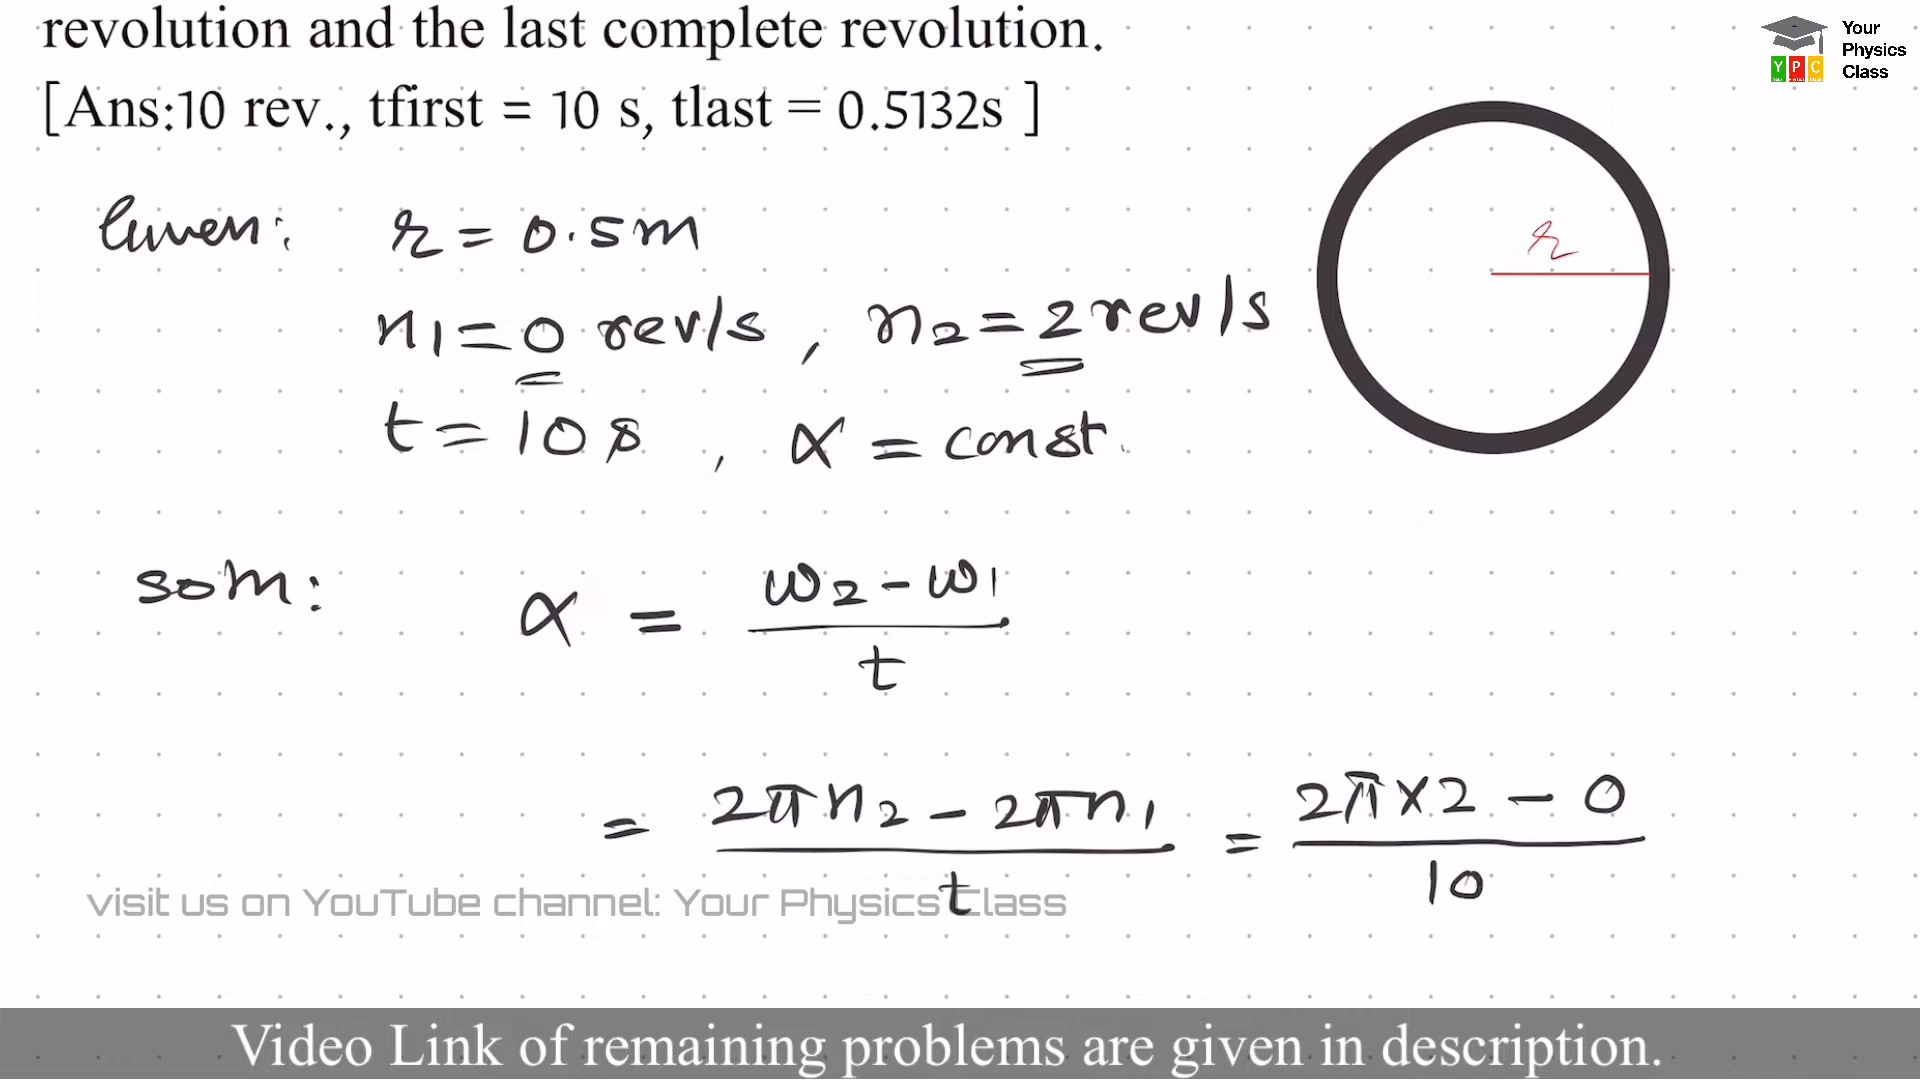 revolution and the last complete revolution.
[Ans:10 rev., tfirst = 10 s, tlast = 0.5132s ]
Your
Physics
Class
Y P C
Given: r = 0.5m
r
n1 = 0 rev/s , n2 = 2 rev/s
t = 10 s , α = const.
soln: α = ω2 - ω1
t
= 2πn2 - 2πn1 = 2π×2 - 0
t 10
visit us on YouTube channel: Your Physics Class
Video Link of remaining problems are given in description.